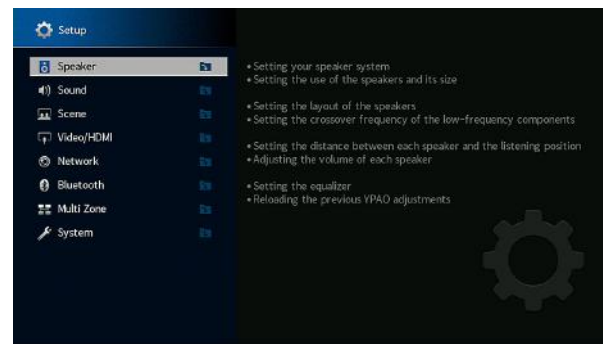 Setup
Speaker
Sound
Scene
Video/HDMI
Network
Bluetooth
Multi Zone
System
• Setting your speaker system
• Setting the use of the speakers and its size
• Setting the layout of the speakers
• Setting the crossover frequency of the low-frequency components
• Setting the distance between each speaker and the listening position
• Adjusting the volume of each speaker
• Setting the equalizer
• Reloading the previous YPAO adjustments